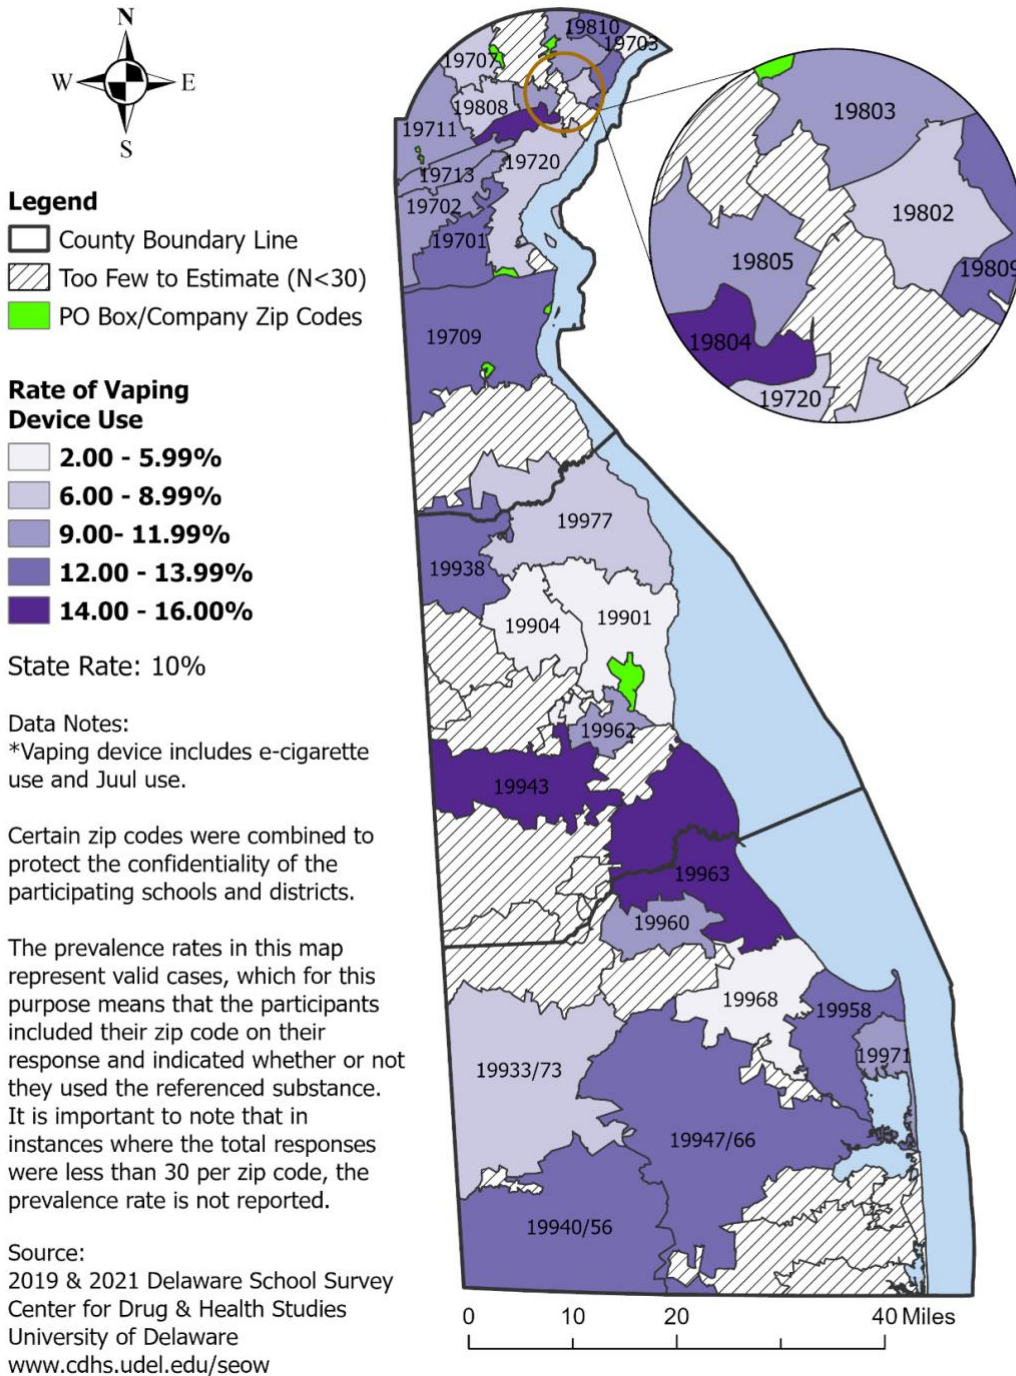 N
W
E
S
Legend
County Boundary Line
Too Few to Estimate (N<30)
PO Box/Company Zip Codes
Rate of Vaping
Device Use
2.00 - 5.99%
6.00 - 8.99%
9.00- 11.99%
12.00 - 13.99%
14.00 - 16.00%
State Rate: 10%
Data Notes:
*Vaping device includes e-cigarette
use and Juul use.
Certain zip codes were combined to
protect the confidentiality of the
participating schools and districts.
The prevalence rates in this map
represent valid cases, which for this
purpose means that the participants
included their zip code on their
response and indicated whether or not
they used the referenced substance.
It is important to note that in
instances where the total responses
were less than 30 per zip code, the
prevalence rate is not reported.
Source:
2019 & 2021 Delaware School Survey
Center for Drug & Health Studies
University of Delaware
www.cdhs.udel.edu/seow
19810
19703
19707
19808
19711
19720
19713
19702
19701
19709
19977
19938
19904
19901
19962
19943
19963
19960
19968
19958
19971
19933/73
19947/66
19940/56
19803
19802
19805
19809
19804
19720
0 10 20 40 Miles